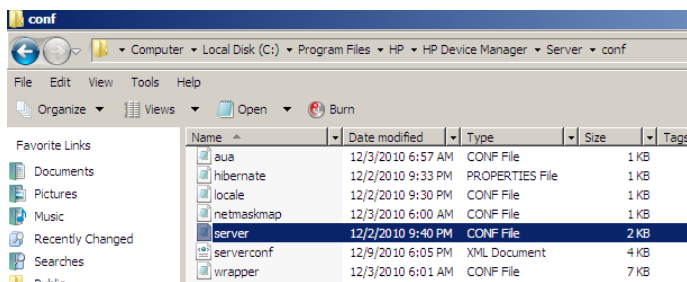 conf
Computer Local Disk (C:) Program Files HP HP Device Manager Server conf
File Edit View Tools Help
Organize Views Open Burn
Favorite Links
Documents
Pictures
Music
Recently Changed
Searches
Name Date modified Type Size Tags
aua 12/3/2010 6:57 AM CONF File 1 KB
hibernate 12/2/2010 9:33 PM PROPERTIES File 1 KB
locale 12/2/2010 9:30 PM CONF File 1 KB
netmaskmap 12/3/2010 6:00 AM CONF File 1 KB
server 12/2/2010 9:40 PM CONF File 2 KB
serverconf 12/9/2010 6:05 PM XML Document 4 KB
wrapper 12/3/2010 6:01 AM CONF File 7 KB